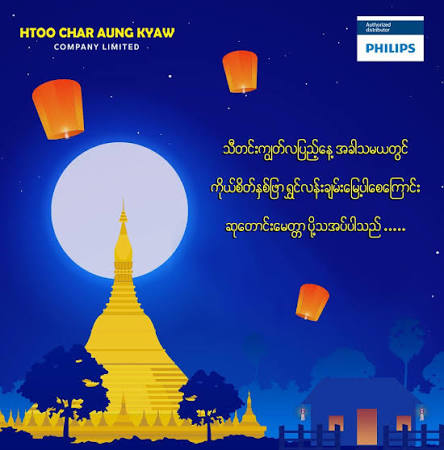 HTOO CHAR AUNG KYAW
COMPANY LIMITED
Authorized
distributor
PHILIPS
သီတင်းကျွတ်လပြည့်နေ့ အခါသမယတွင်
ကိုယ်စိတ်နှစ်ဖြာ ရွှင်လန်းချမ်းမြေ့ပါစေကြောင်း
ဆုတောင်းမေတ္တာ ပို့သအပ်ပါသည် .....